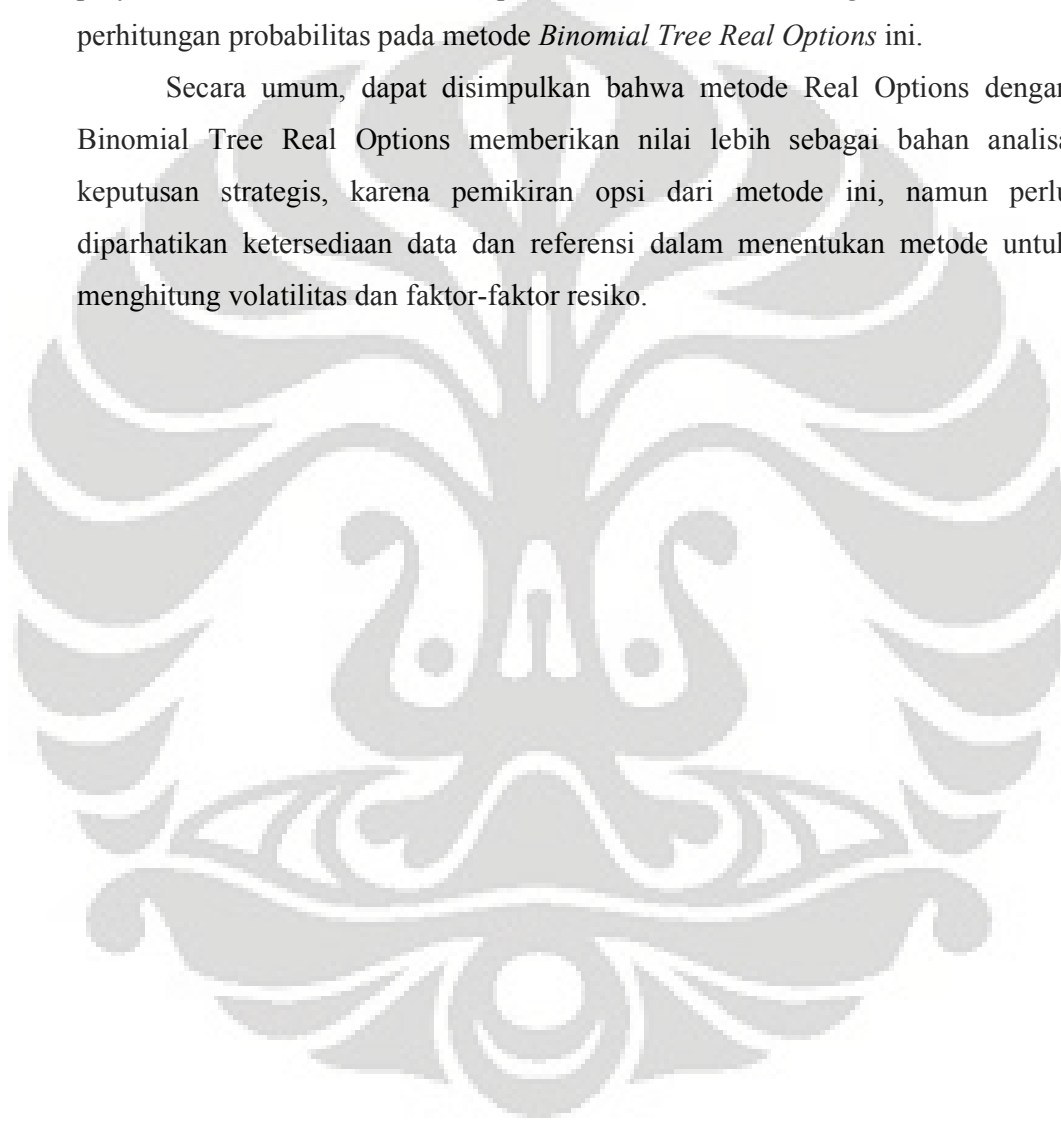 perhitungan probabilitas pada metode Binomial Tree Real Options ini.
Secara umum, dapat disimpulkan bahwa metode Real Options dengan
Binomial Tree Real Options memberikan nilai lebih sebagai bahan analisa
keputusan strategis, karena pemikiran opsi dari metode ini, namun perlu
diparhatikan ketersediaan data dan referensi dalam menentukan metode untuk
menghitung volatilitas dan faktor-faktor resiko.